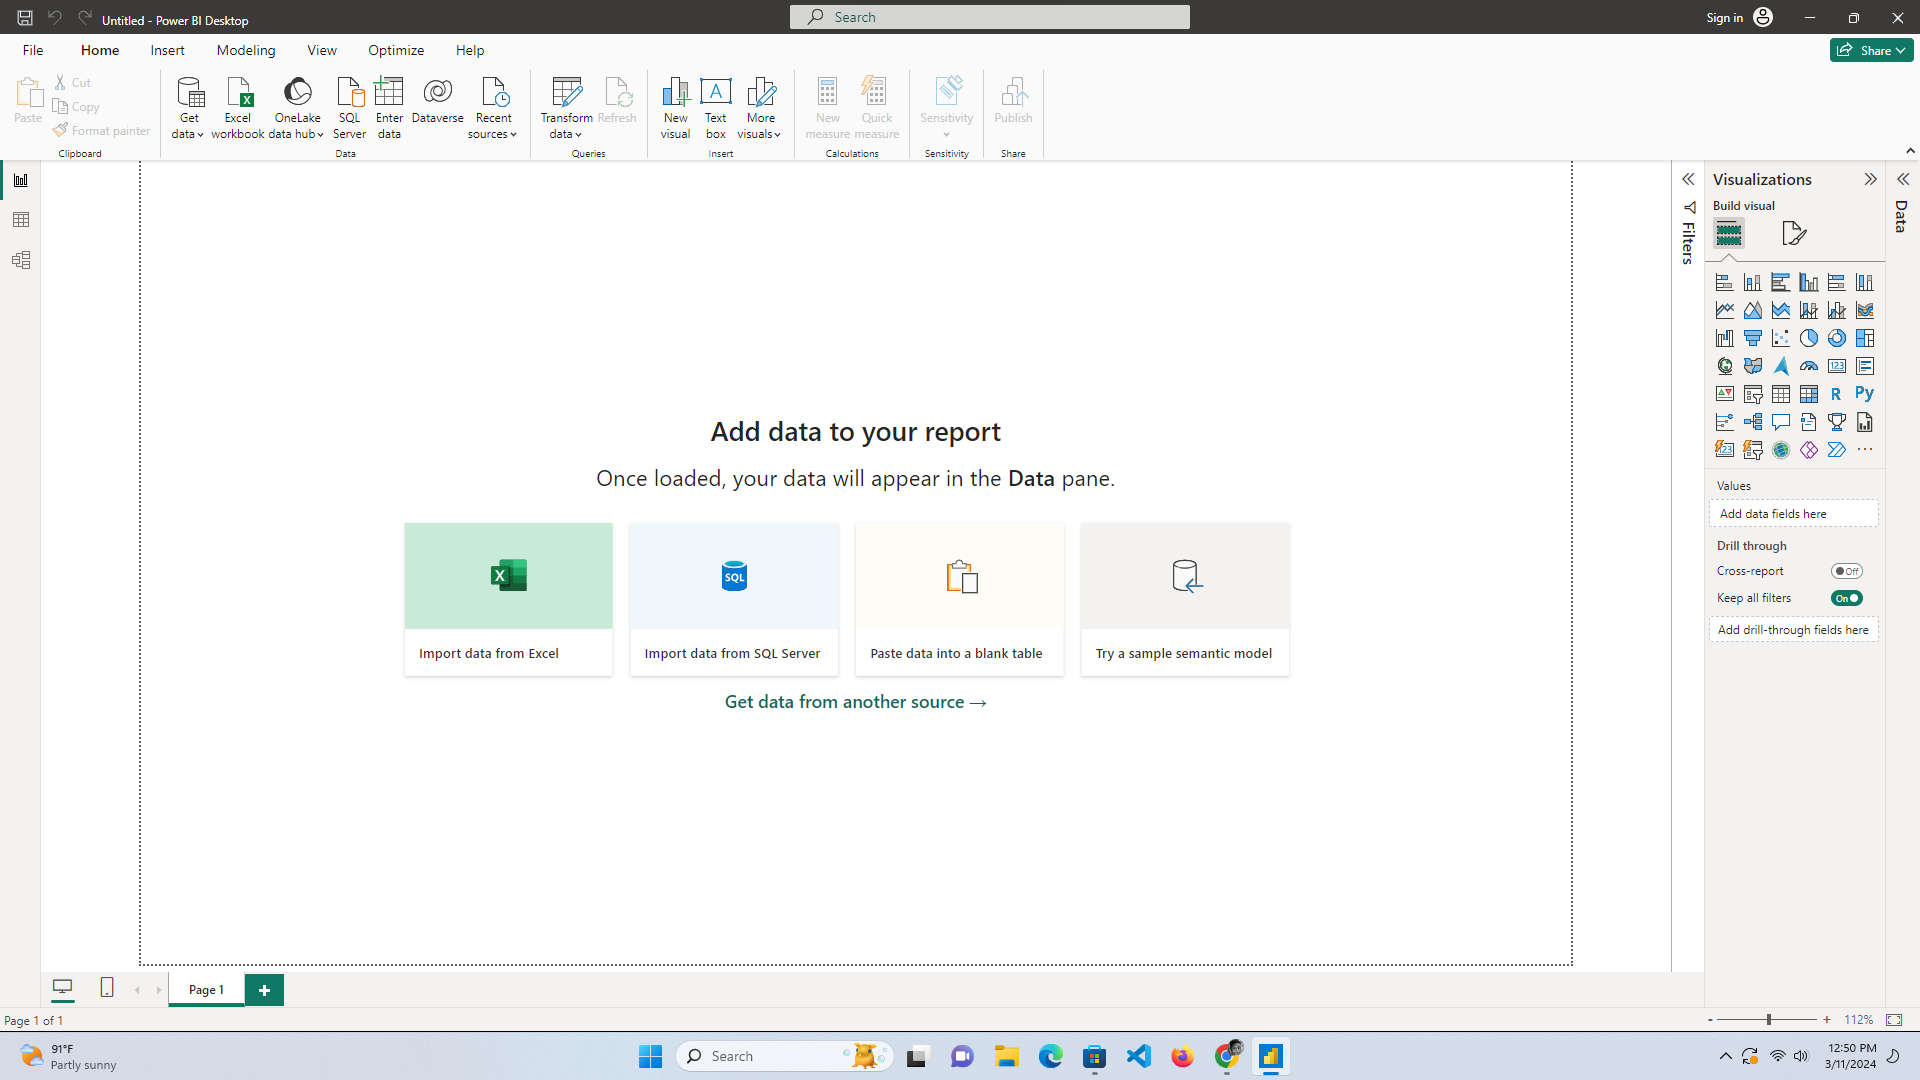 Untitled - Power BI Desktop
Search
Sign in
File
Home
Insert
Modeling
View
Optimize
Help
Share
Paste
Cut
Copy
Format painter
Clipboard
Get
data
Excel
workbook
OneLake
data hub
SQL
Server
Enter
data
Dataverse
Recent
sources
Data
Transform
data
Refresh
Queries
New
visual
Text
box
More
visuals
Insert
New
measure
Quick
measure
Calculations
Sensitivity
Sensitivity
Publish
Share
Filters
Visualizations
Build visual
Data
123
R
Py
123
Values
Add data fields here
Drill through
Cross-report
Off
Keep all filters
On
Add drill-through fields here
Add data to your report
Once loaded, your data will appear in the Data pane.
SQL
Import data from Excel
Import data from SQL Server
Paste data into a blank table
Try a sample semantic model
Get data from another source →
Page 1
+
Page 1 of 1
- + 112%
91°F
Partly sunny
Search
12:50 PM
3/11/2024